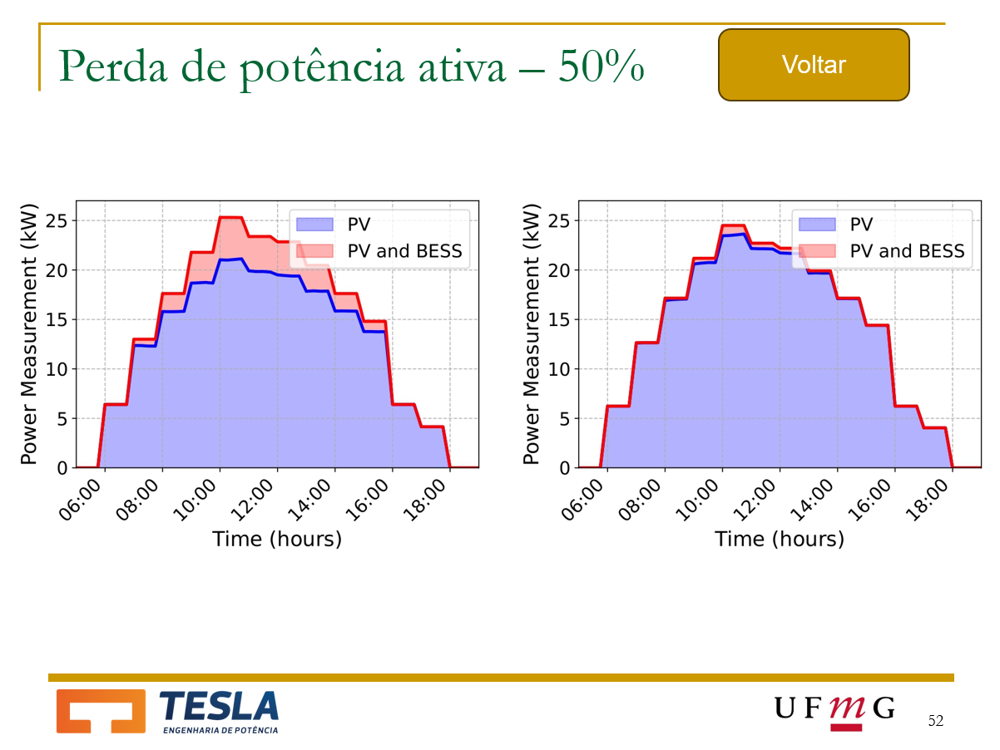 Perda de potência ativa – 50%
Voltar
Power Measurement (kW)
25
20
15
10
5
0
PV
PV and BESS
06:00
08:00
10:00
12:00
14:00
16:00
18:00
Time (hours)
Power Measurement (kW)
25
20
15
10
5
0
PV
PV and BESS
06:00
08:00
10:00
12:00
14:00
16:00
18:00
Time (hours)
TESLA
ENGENHARIA DE POTÊNCIA
UFmG
52